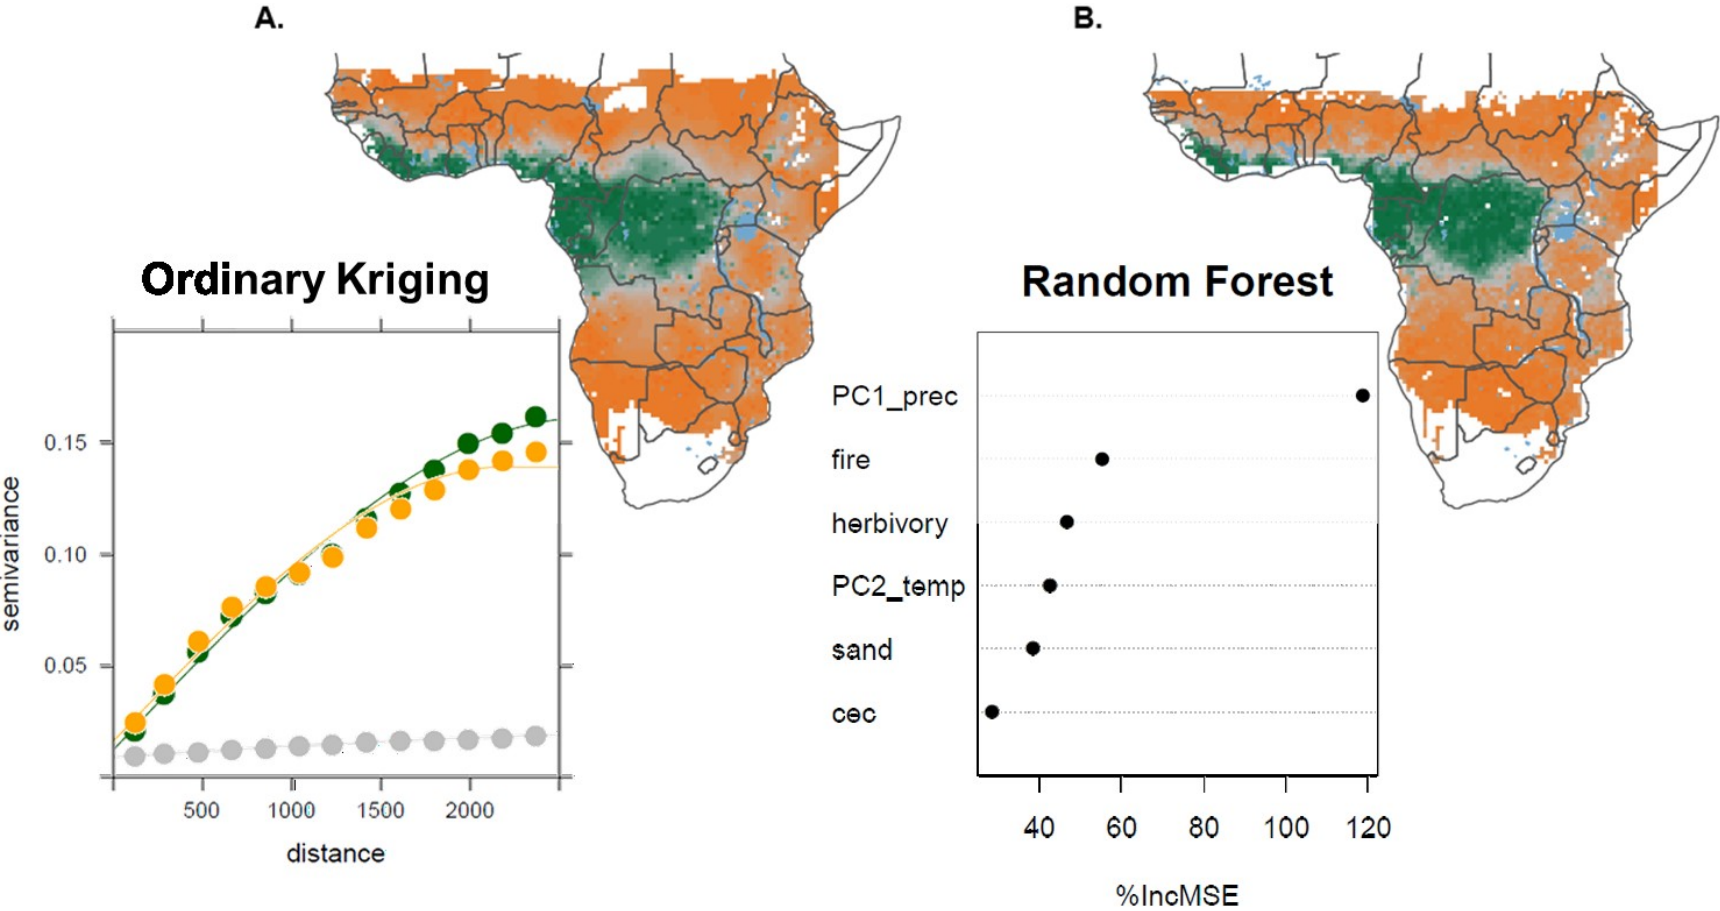 A.
B.
Ordinary Kriging
Random Forest
semivariance
0.15
0.10
0.05
500 1000 1500 2000
distance
PC1_prec
fire
herbivory
PC2_temp
sand
cec
40 60 80 100 120
%IncMSE